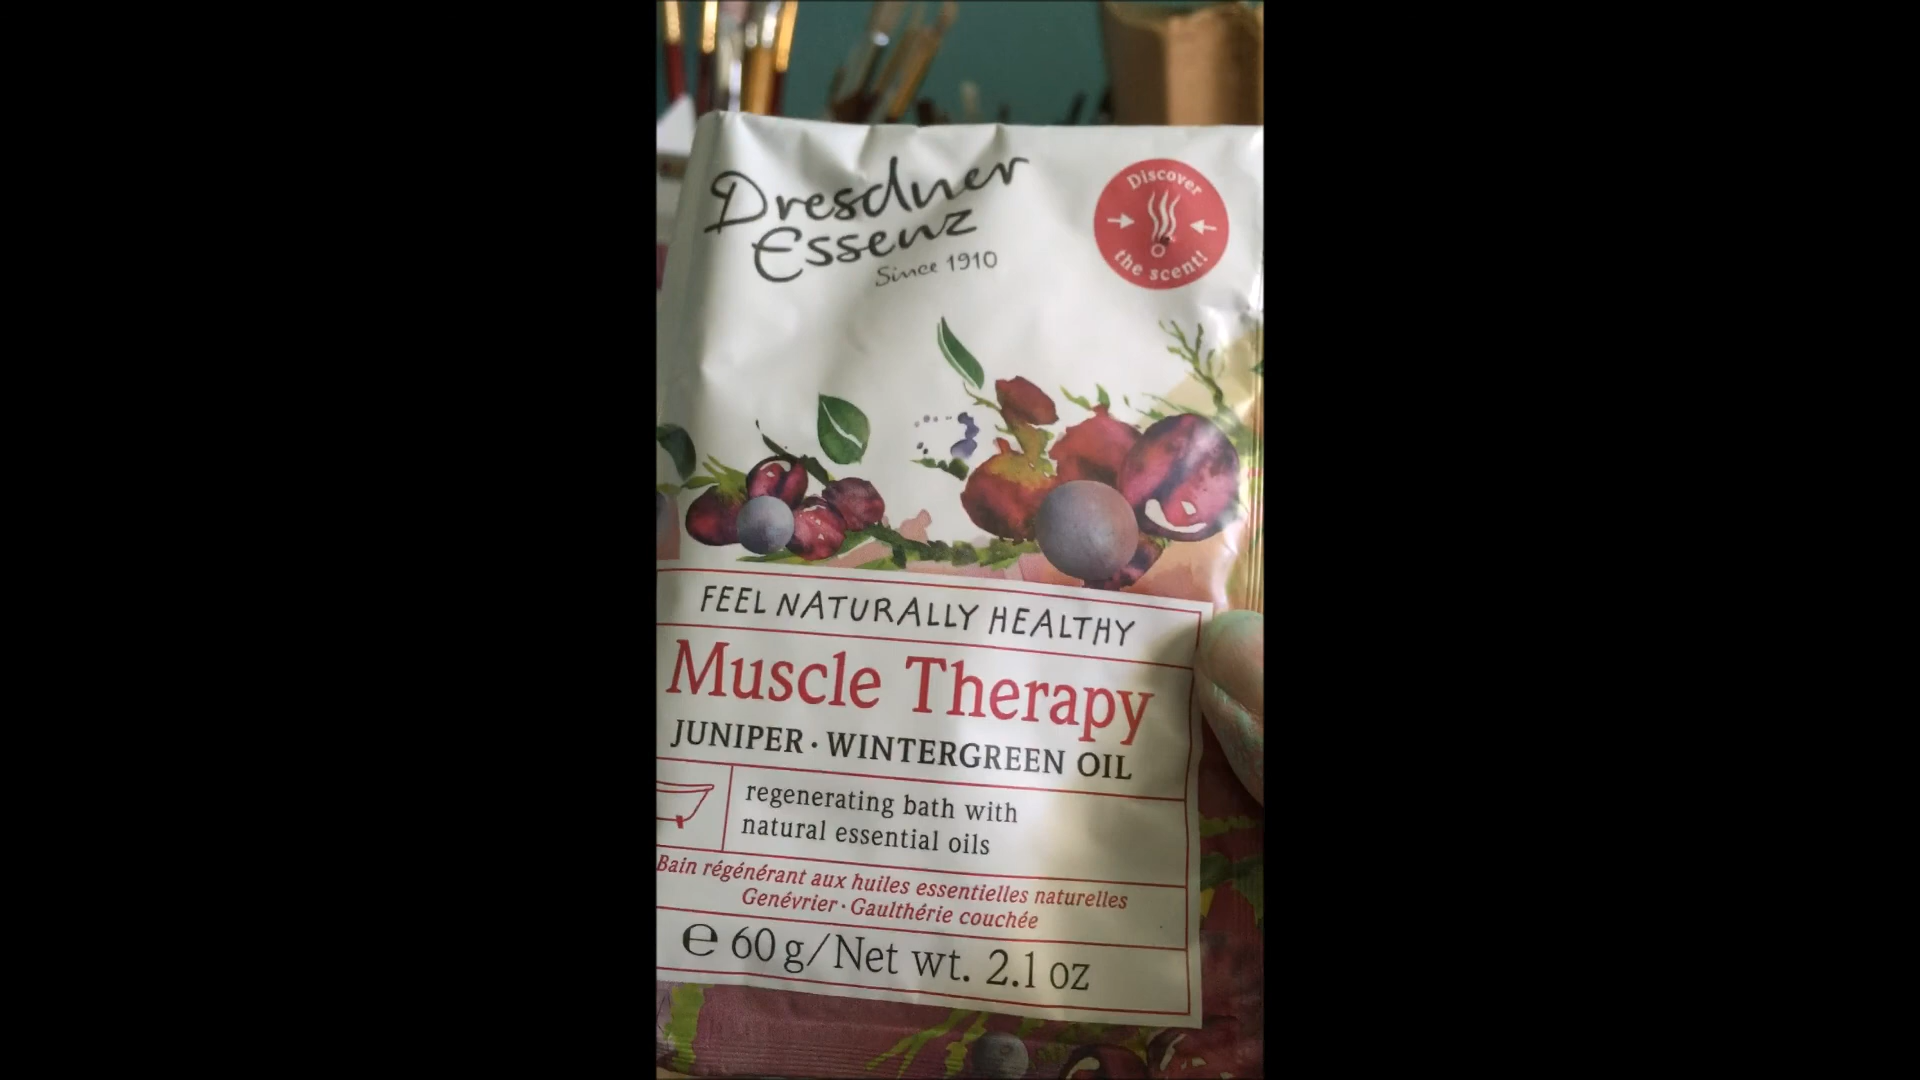 Dresdner
Essenz
Since 1910
Discover
the scent!
FEEL NATURALLY HEALTHY
Muscle Therapy
JUNIPER · WINTERGREEN OIL
regenerating bath with
natural essential oils
Bain régénérant aux huiles essentielles naturelles
Genévrier · Gaulthérie couchée
℮ 60 g/Net wt. 2.1 oz